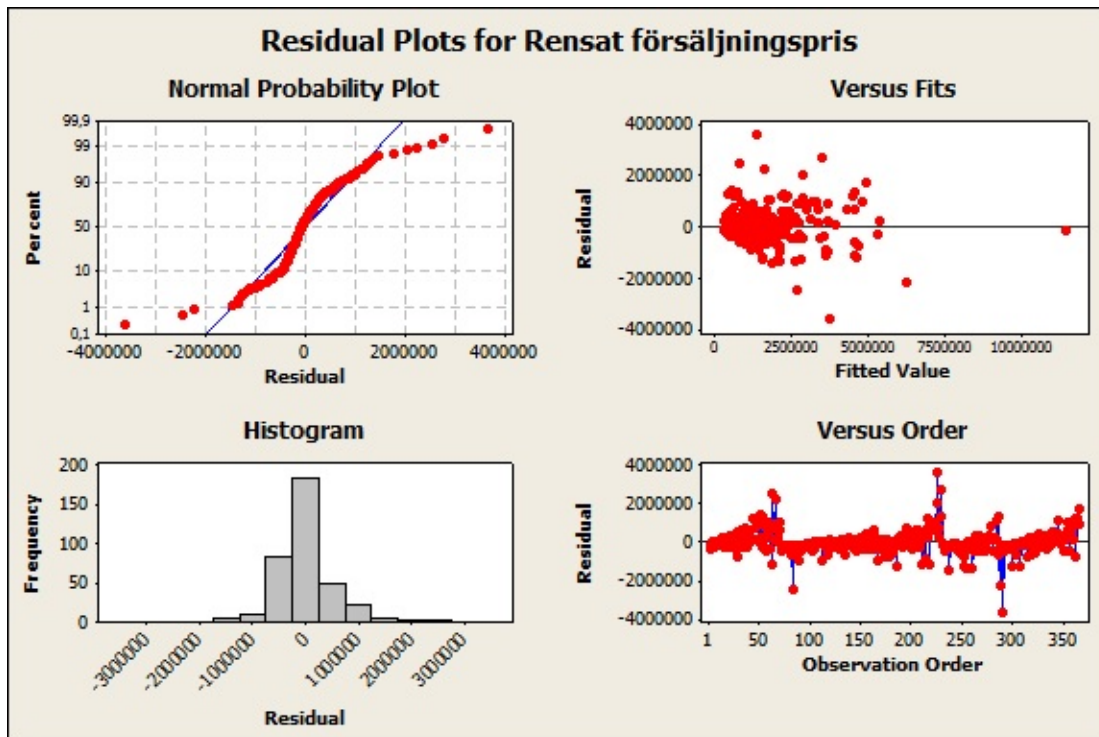 Residual Plots for Rensat försäljningspris
Normal Probability Plot
99,9
99
90
50
10
1
0,1
Percent
-4000000 -2000000 0 2000000 4000000
Residual
Versus Fits
4000000
2000000
0
-2000000
-4000000
Residual
0 2500000 5000000 7500000 10000000
Fitted Value
Histogram
200
150
100
50
0
Frequency
-3000000 -2000000 -1000000 0 1000000 2000000 3000000
Residual
Versus Order
4000000
2000000
0
-2000000
-4000000
Residual
1 50 100 150 200 250 300 350
Observation Order